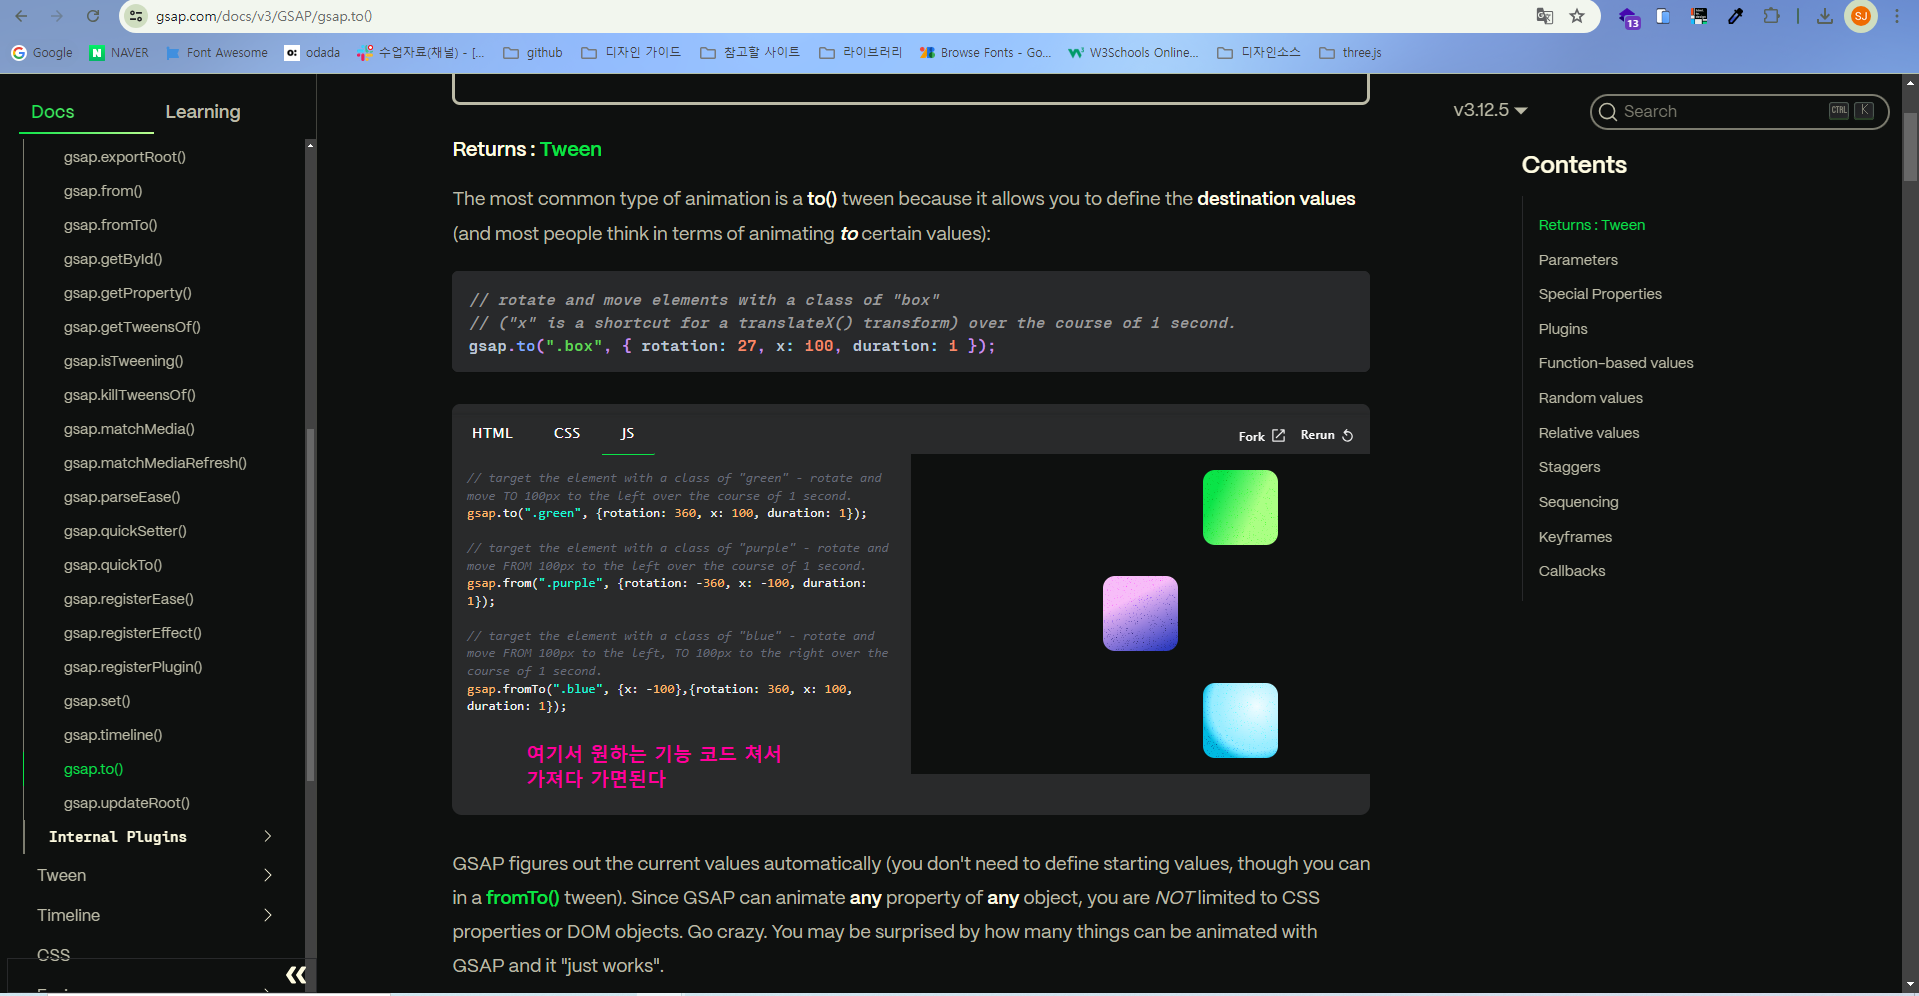 gsap.com/docs/v3/GSAP/gsap.to()
13
SJ
Google
NAVER
Font Awesome
odada
수업자료(채널) - [...
github
디자인 가이드
참고할 사이트
라이브러리
Browse Fonts - Go...
W3Schools Online...
디자인소스
three.js
Docs
Learning
gsap.exportRoot()
gsap.from()
gsap.fromTo()
gsap.getById()
gsap.getProperty()
gsap.getTweensOf()
gsap.isTweening()
gsap.killTweensOf()
gsap.matchMedia()
gsap.matchMediaRefresh()
gsap.parseEase()
gsap.quickSetter()
gsap.quickTo()
gsap.registerEase()
gsap.registerEffect()
gsap.registerPlugin()
gsap.set()
gsap.timeline()
gsap.to()
gsap.updateRoot()
Internal Plugins
Tween
Timeline
CSS
Returns : Tween
The most common type of animation is a to() tween because it allows you to define the destination values
(and most people think in terms of animating to certain values):
// rotate and move elements with a class of "box"
// ("x" is a shortcut for a translateX() transform) over the course of 1 second.
gsap.to(".box", { rotation: 27, x: 100, duration: 1 });
HTML
CSS
JS
Fork
Rerun
// target the element with a class of "green" - rotate and
move TO 100px to the left over the course of 1 second.
gsap.to(".green", {rotation: 360, x: 100, duration: 1});
// target the element with a class of "purple" - rotate and
move FROM 100px to the left over the course of 1 second.
gsap.from(".purple", {rotation: -360, x: -100, duration:
1});
// target the element with a class of "blue" - rotate and
move FROM 100px to the left, TO 100px to the right over the
course of 1 second.
gsap.fromTo(".blue", {x: -100},{rotation: 360, x: 100,
duration: 1});
여기서 원하는 기능 코드 쳐서
가져다 가면된다
GSAP figures out the current values automatically (you don't need to define starting values, though you can
in a fromTo() tween). Since GSAP can animate any property of any object, you are NOT limited to CSS
properties or DOM objects. Go crazy. You may be surprised by how many things can be animated with
GSAP and it "just works".
v3.12.5
Search
CTRL K
Contents
Returns : Tween
Parameters
Special Properties
Plugins
Function-based values
Random values
Relative values
Staggers
Sequencing
Keyframes
Callbacks